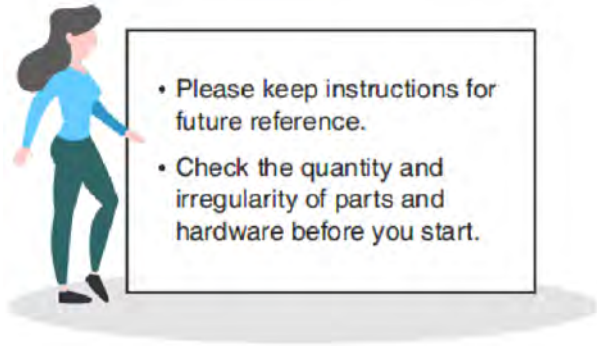 • Please keep instructions for
future reference.
• Check the quantity and
irregularity of parts and
hardware before you start.